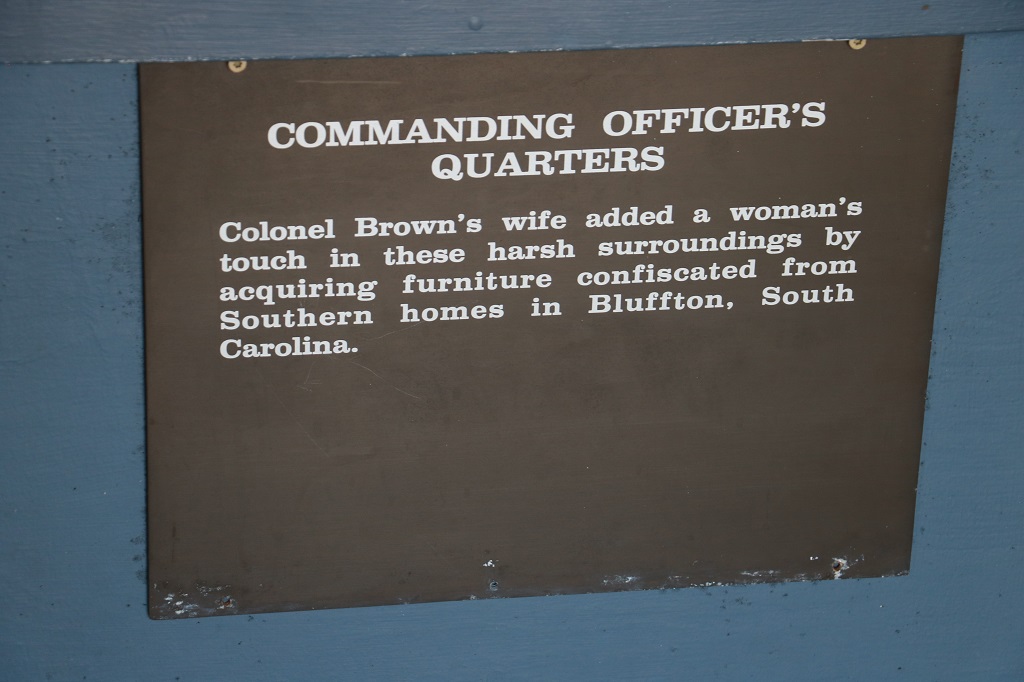 COMMANDING OFFICER'S
QUARTERS
Colonel Brown's wife added a woman's
touch in these harsh surroundings by
acquiring furniture confiscated from
Southern homes in Bluffton, South
Carolina.